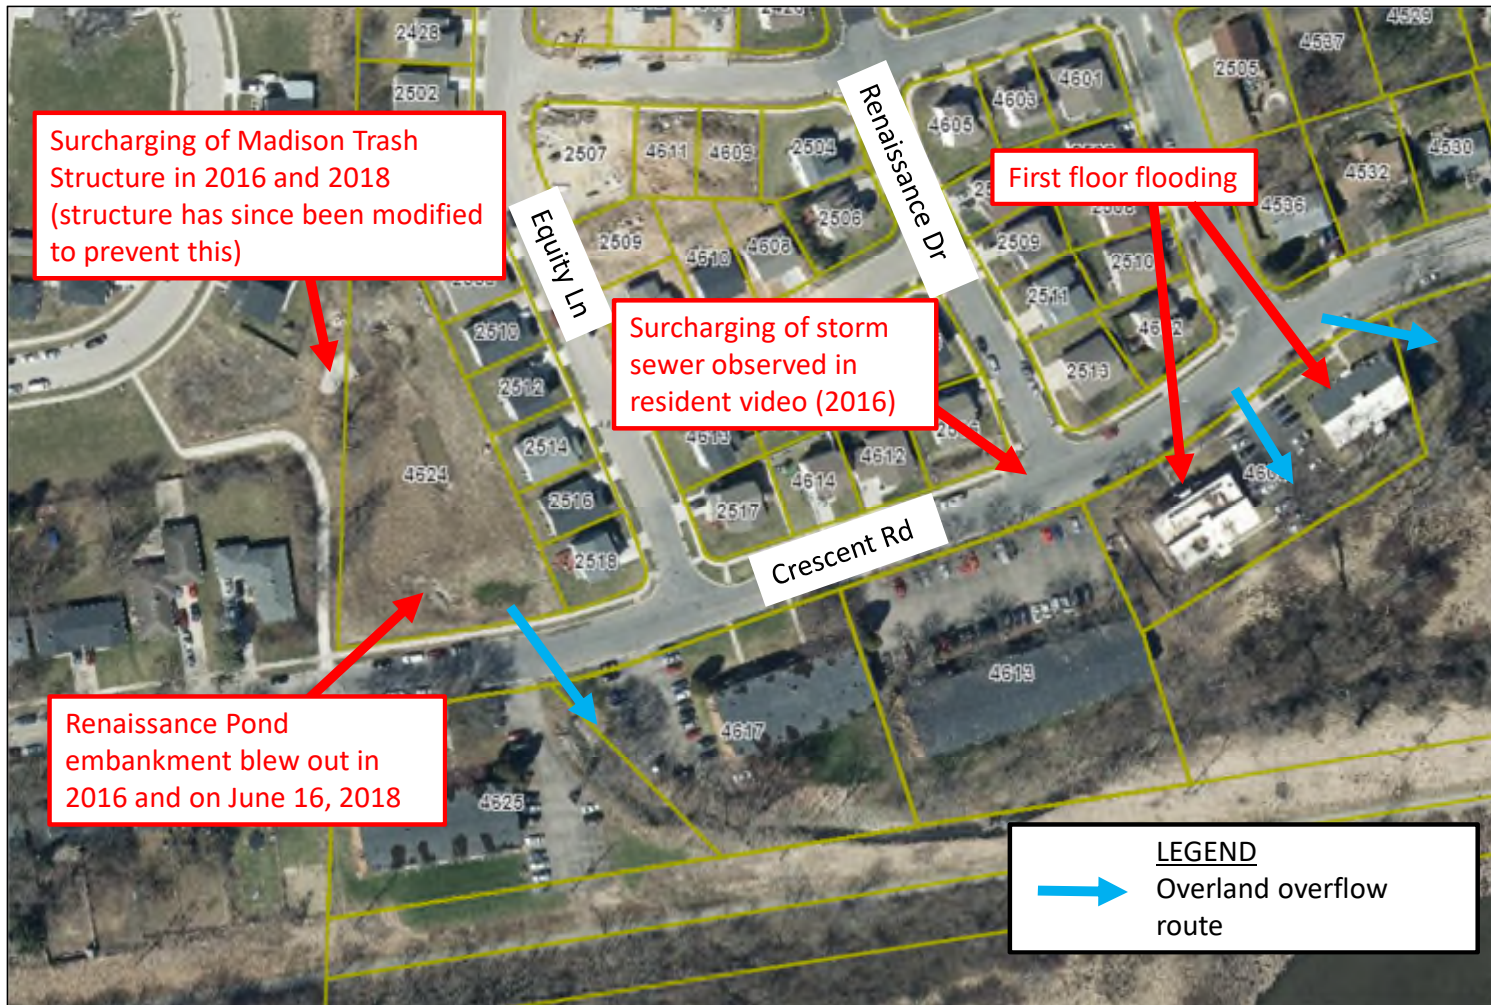 2428
2502
4529
4537
2505
4601
4603
4605
Renaissance Dr
Surcharging of Madison Trash
Structure in 2016 and 2018
(structure has since been modified
to prevent this)
2507
4611
4609
2504
4530
4532
4536
First floor flooding
2506
2509
4608
4610
Equity Ln
2509
2510
2511
2510
2512
2513
Surcharging of storm
sewer observed in
resident video (2016)
2514
4624
2516
2517
4613
4614
4612
2518
Crescent Rd
4613
4617
4625
Renaissance Pond
embankment blew out in
2016 and on June 16, 2018
LEGEND
Overland overflow
route